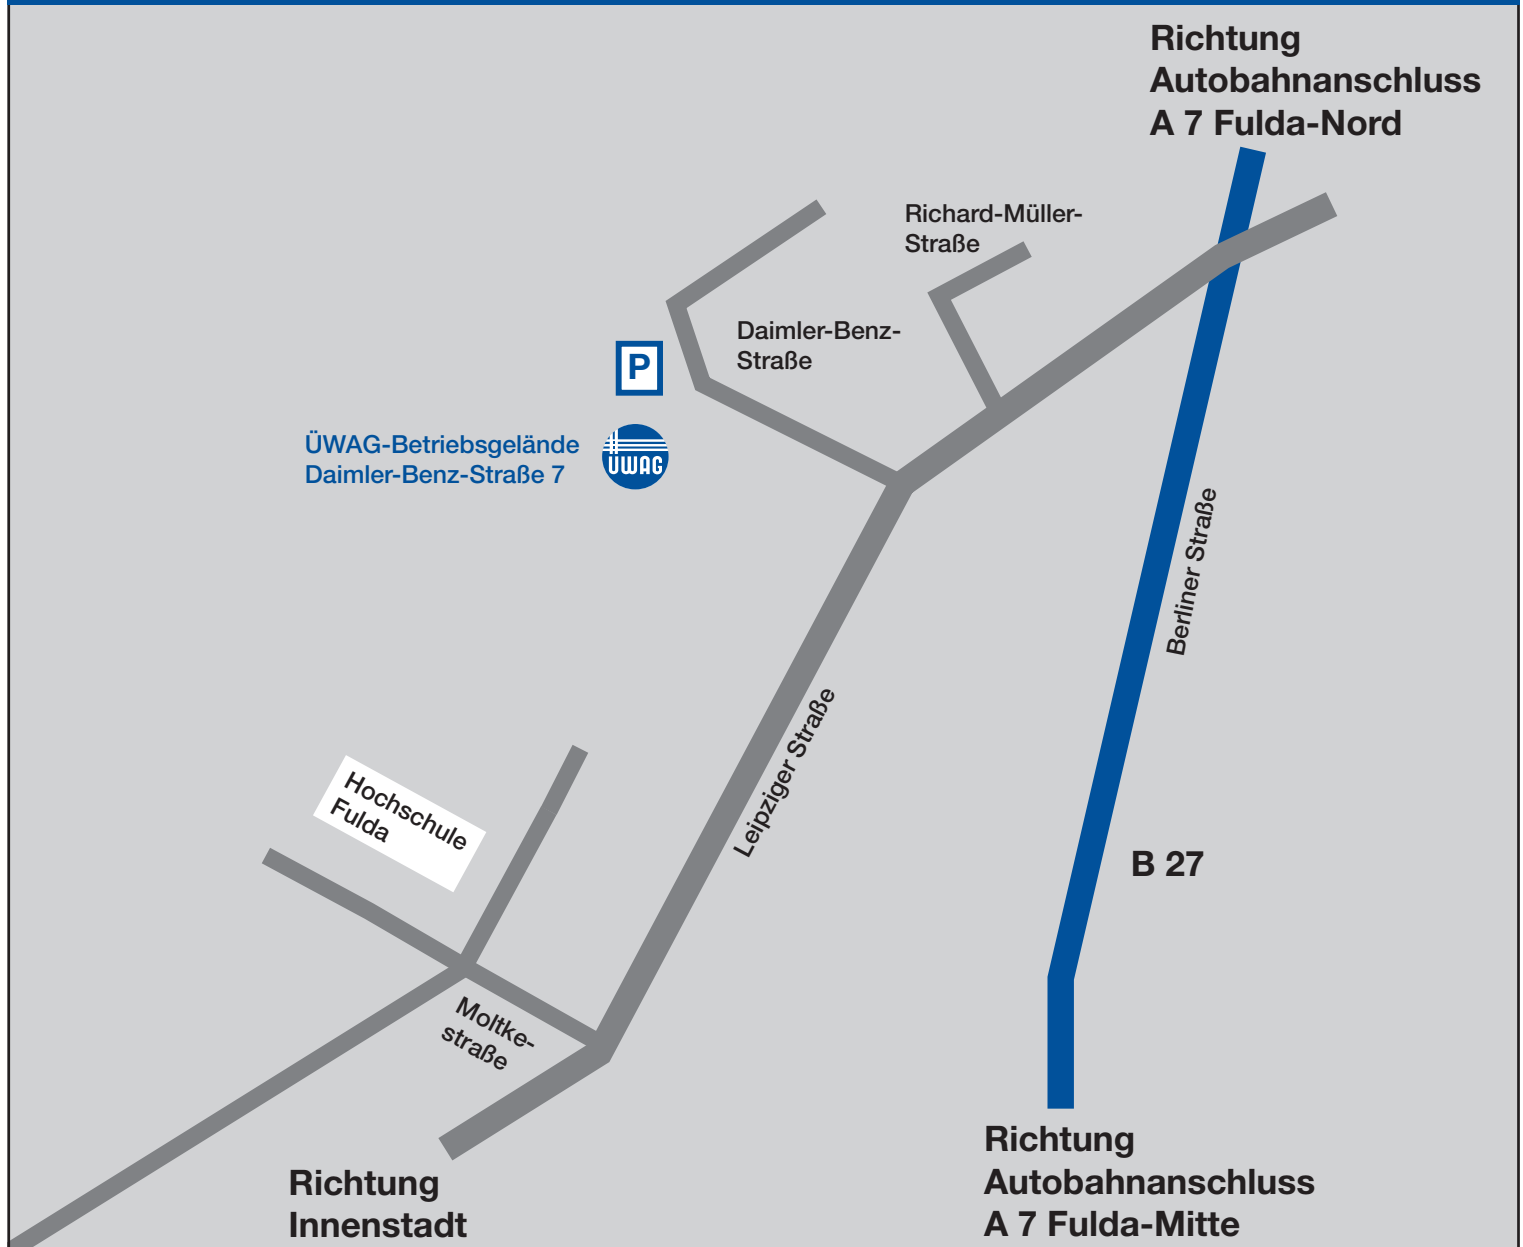 Richtung
Autobahnanschluss
A 7 Fulda-Nord
Richard-Müller-
Straße
Daimler-Benz-
Straße
P
ÜWAG-Betriebsgelände
Daimler-Benz-Straße 7
ÜWAG
Berliner Straße
Leipziger Straße
Hochschule
Fulda
B 27
Moltke-
straße
Richtung
Innenstadt
Richtung
Autobahnanschluss
A 7 Fulda-Mitte